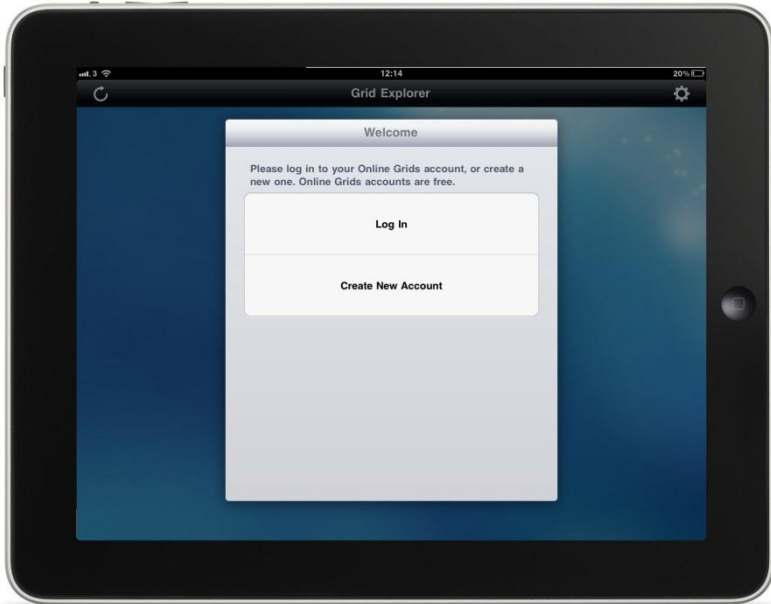 3
12:14
20%
Grid Explorer
Welcome
Please log in to your Online Grids account, or create a
new one. Online Grids accounts are free.
Log In
Create New Account